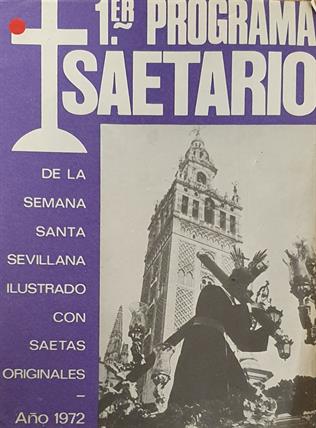 1.ER PROGRAMA
SAETARIO
DE LA
SEMANA
SANTA
SEVILLANA
ILUSTRADO
CON
SAETAS
ORIGINALES
—
Año 1972